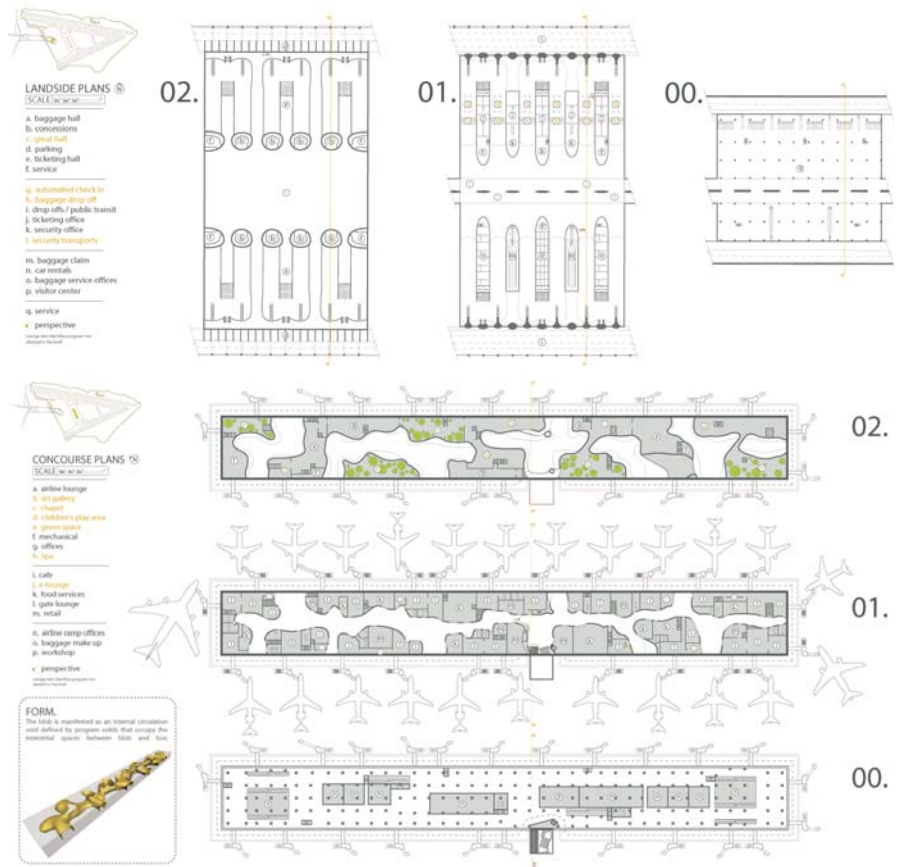 LANDSIDE PLANS
SCALE
a. baggage hall
b. concessions
c. great hall
d. parking
e. ticketing hall
f. service
g. automated check in
h. baggage drop off
i. drop offs / public transit
j. ticketing office
k. security office
l. security transports
m. baggage claim
n. car rentals
o. baggage service offices
p. visitor center
q. service
perspective
02.
01.
00.
CONCOURSE PLANS
SCALE
a. airline lounge
b. art gallery
c. chapel
d. children's play area
e. green space
f. mechanical
g. offices
h. spa
i. cafe
j. e-lounge
k. food services
l. gate lounge
m. retail
n. airline ramp offices
o. baggage make up
p. workshop
perspective
02.
01.
00.
FORM.
The blob is manifested as an internal circulation
void defined by program solids that occupy the
interstitial spaces between blob and box.